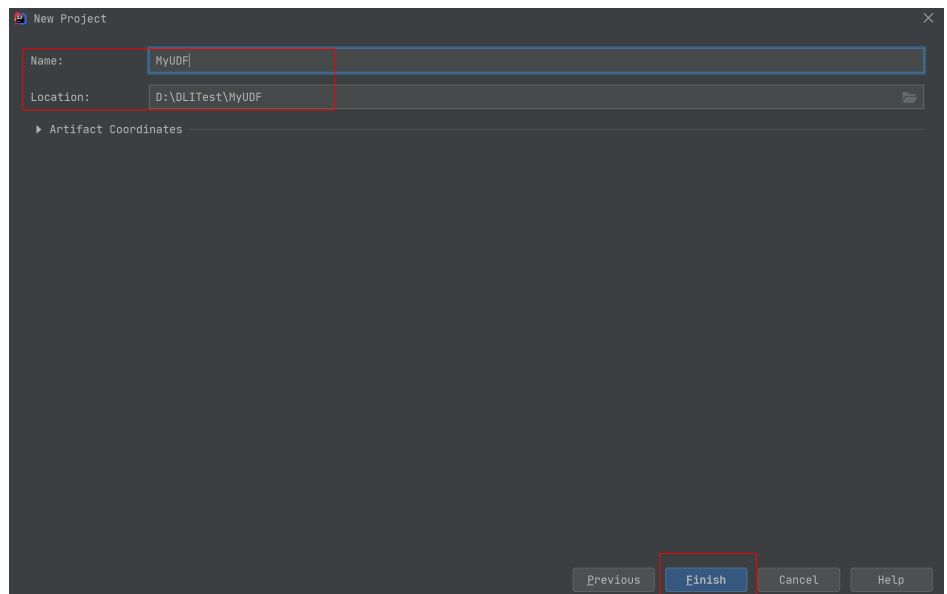 New Project
Name: MyUDF
Location: D:\DLITest\MyUDF
Artifact Coordinates
Previous Finish Cancel Help